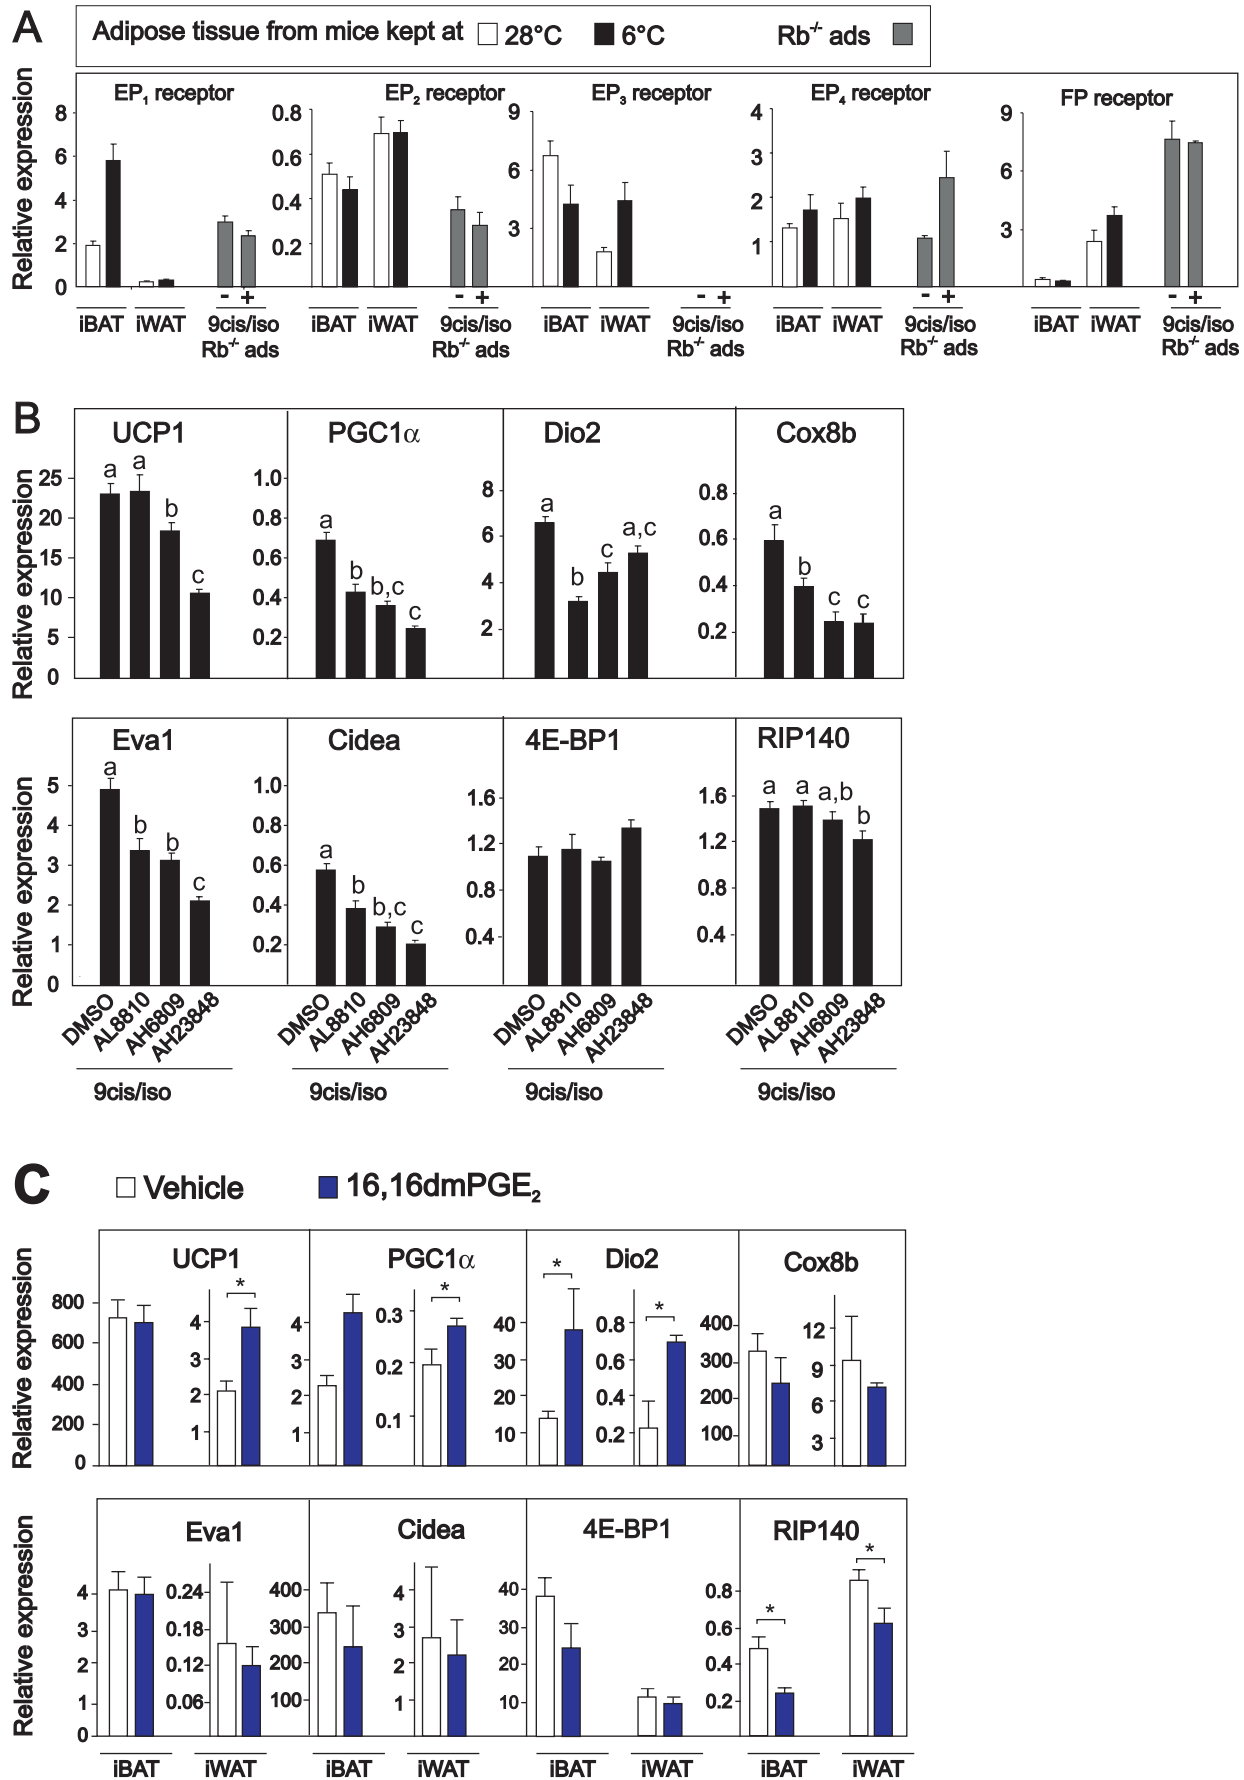 A
Adipose tissue from mice kept at 28°C 6°C Rb-/- ads
EP1 receptor EP2 receptor EP3 receptor EP4 receptor FP receptor
Relative expression
8 6 4 2 0
0.8 0.6 0.4 0.2
9 6 3
4 3 2 1
9 6 3
- + - + - + - + - +
iBAT iWAT 9cis/iso iBAT iWAT 9cis/iso iBAT iWAT 9cis/iso iBAT iWAT 9cis/iso iBAT iWAT 9cis/iso
Rb-/- ads Rb-/- ads Rb-/- ads Rb-/- ads Rb-/- ads
B
UCP1 PGC1α Dio2 Cox8b
Relative expression
25 20 15 10 5 0
a a b c
1.0 0.8 0.6 0.4 0.2
a b b,c c
8 6 4 2
a b c a,c
0.8 0.6 0.4 0.2
a b c c
Eva1 Cidea 4E-BP1 RIP140
Relative expression
5 4 3 2 1 0
a b b c
1.0 0.8 0.6 0.4 0.2
a b b,c c
1.6 1.2 0.8 0.4
1.6 1.2 0.8 0.4
a a a,b b
DMSO AL8810 AH6809 AH23848 DMSO AL8810 AH6809 AH23848 DMSO AL8810 AH6809 AH23848 DMSO AL8810 AH6809 AH23848
9cis/iso 9cis/iso 9cis/iso 9cis/iso
C
Vehicle 16,16dmPGE2
UCP1 PGC1α Dio2 Cox8b
Relative expression
800 600 400 200 0
4 3 2 1
*
4 3 2 1
0.3 0.2 0.1
*
40 30 20 10
*
0.8 0.6 0.4 0.2
*
400 300 200 100
12 9 6 3
Eva1 Cidea 4E-BP1 RIP140
Relative expression
4 3 2 1 0
0.24 0.18 0.12 0.06
400 300 200 100
4 3 2 1
40 30 20 10
0.8 0.6 0.4 0.2
* *
iBAT iWAT iBAT iWAT iBAT iWAT iBAT iWAT